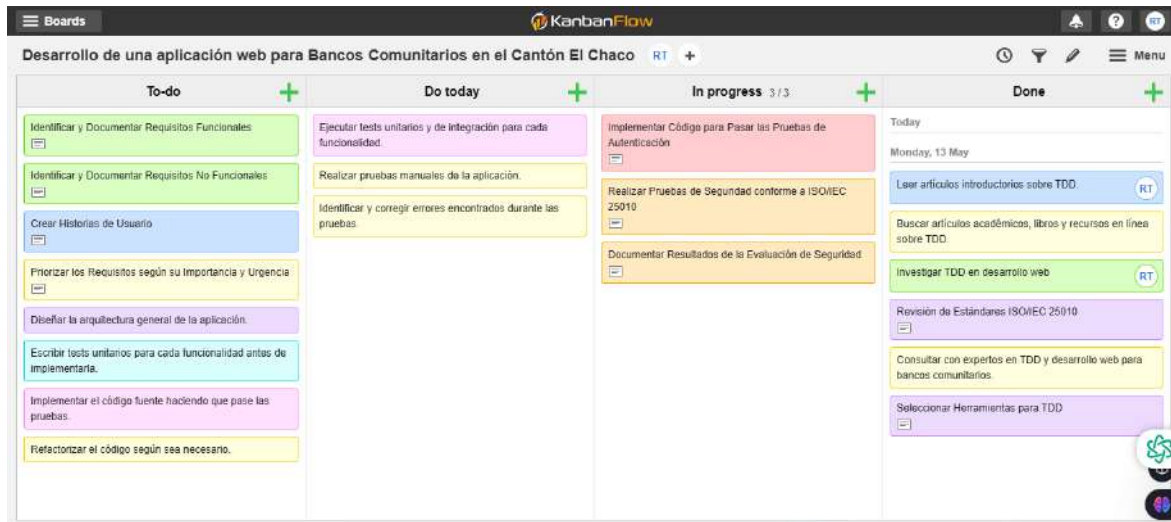 Boards
KanbanFlow
RT
Desarrollo de una aplicación web para Bancos Comunitarios en el Cantón El Chaco RT +
Menu
To-do
Identificar y Documentar Requisitos Funcionales
Identificar y Documentar Requisitos No Funcionales
Crear Historias de Usuario
Priorizar los Requisitos según su Importancia y Urgencia
Diseñar la arquitectura general de la aplicación.
Escribir tests unitarios para cada funcionalidad antes de
implementarla.
Implementar el código fuente haciendo que pase las
pruebas.
Refactorizar el código según sea necesario.
Do today
Ejecutar tests unitarios y de integración para cada
funcionalidad.
Realizar pruebas manuales de la aplicación.
Identificar y corregir errores encontrados durante las
pruebas.
In progress 3 / 3
Implementar Código para Pasar las Pruebas de
Autenticación
Realizar Pruebas de Seguridad conforme a ISO/IEC
25010
Documentar Resultados de la Evaluación de Seguridad
Done
Today
Monday, 13 May
Leer artículos introductorios sobre TDD.
RT
Buscar artículos académicos, libros y recursos en línea
sobre TDD.
Investigar TDD en desarrollo web
RT
Revisión de Estándares ISO/IEC 25010
Consultar con expertos en TDD y desarrollo web para
bancos comunitarios.
Seleccionar Herramientas para TDD